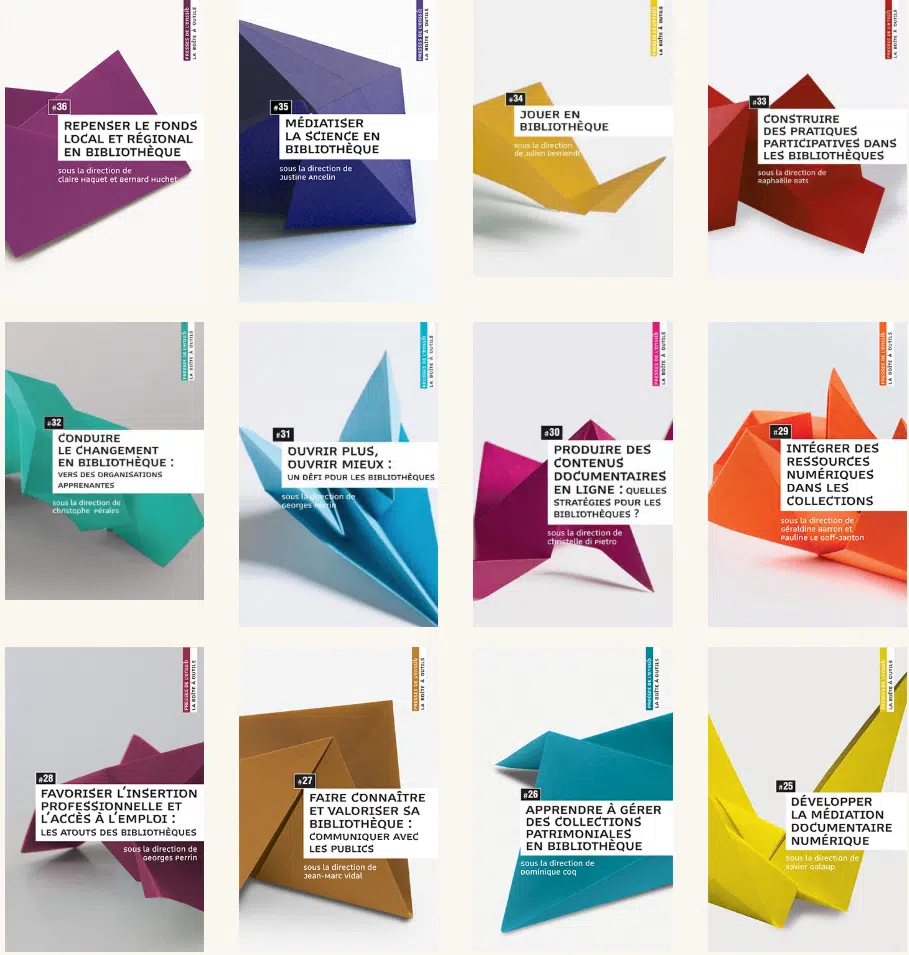 PRESSES DE L'enssib
LA BOÎTE À OUTILS
#36
REPENSER LE FONDS
LOCAL ET RÉGIONAL
EN BIBLIOTHÈQUE
sous la direction de
Claire Haquet et Bernard Huchet
PRESSES DE L'enssib
LA BOÎTE À OUTILS
#35
MÉDIATISER
LA SCIENCE EN
BIBLIOTHÈQUE
sous la direction de
Justine Ancelin
PRESSES DE L'enssib
LA BOÎTE À OUTILS
#34
JOUER EN
BIBLIOTHÈQUE
sous la direction
de Julien Devriendt
PRESSES DE L'enssib
LA BOÎTE À OUTILS
#33
CONSTRUIRE
DES PRATIQUES
PARTICIPATIVES DANS
LES BIBLIOTHÈQUES
sous la direction de
Raphaëlle Bats
PRESSES DE L'enssib
LA BOÎTE À OUTILS
#32
CONDUIRE
LE CHANGEMENT
EN BIBLIOTHÈQUE :
VERS DES ORGANISATIONS
APPRENANTES
sous la direction de
Christophe Pérales
PRESSES DE L'enssib
LA BOÎTE À OUTILS
#31
OUVRIR PLUS,
OUVRIR MIEUX :
UN DÉFI POUR LES BIBLIOTHÈQUES
sous la direction de
Georges Perrin
PRESSES DE L'enssib
LA BOÎTE À OUTILS
#30
PRODUIRE DES
CONTENUS
DOCUMENTAIRES
EN LIGNE : QUELLES
STRATÉGIES POUR LES
BIBLIOTHÈQUES ?
sous la direction de
Christelle Di Pietro
PRESSES DE L'enssib
LA BOÎTE À OUTILS
#29
INTÉGRER DES
RESSOURCES
NUMÉRIQUES
DANS LES
COLLECTIONS
sous la direction de
Géraldine Barron et
Pauline Le Goff-Janton
PRESSES DE L'enssib
LA BOÎTE À OUTILS
#28
FAVORISER L'INSERTION
PROFESSIONNELLE ET
L'ACCÈS À L'EMPLOI :
LES ATOUTS DES BIBLIOTHÈQUES
sous la direction de
Georges Perrin
PRESSES DE L'enssib
LA BOÎTE À OUTILS
#27
FAIRE CONNAÎTRE
ET VALORISER SA
BIBLIOTHÈQUE :
COMMUNIQUER AVEC
LES PUBLICS
sous la direction de
Jean-Marc Vidal
PRESSES DE L'enssib
LA BOÎTE À OUTILS
#26
APPRENDRE À GÉRER
DES COLLECTIONS
PATRIMONIALES
EN BIBLIOTHÈQUE
sous la direction de
Dominique Coq
PRESSES DE L'enssib
LA BOÎTE À OUTILS
#25
DÉVELOPPER
LA MÉDIATION
DOCUMENTAIRE
NUMÉRIQUE
sous la direction de
Xavier Galaup